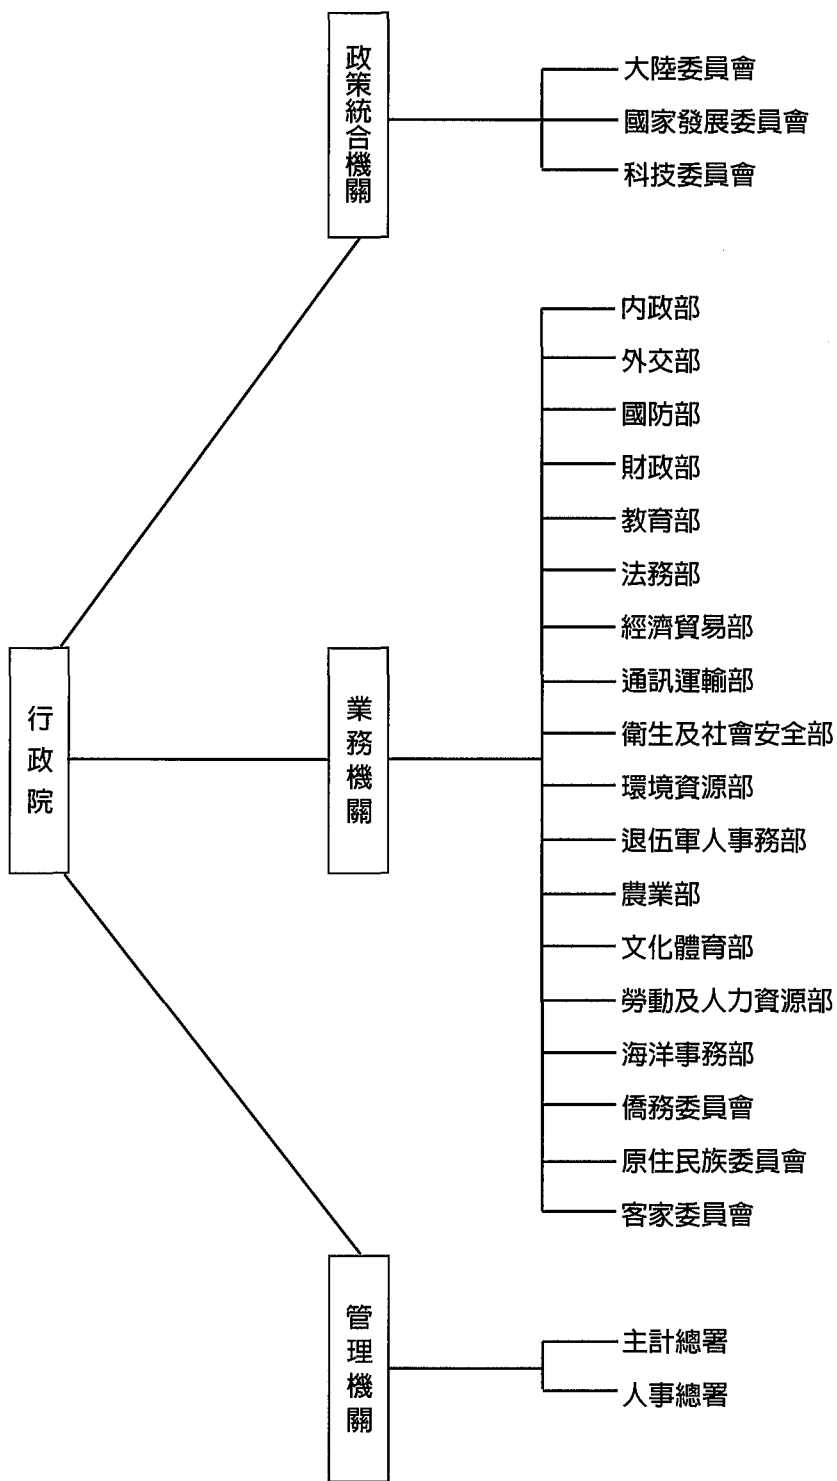 政策統合機關
大陸委員會
國家發展委員會
科技委員會
行政院
業務機關
內政部
外交部
國防部
財政部
教育部
法務部
經濟貿易部
通訊運輸部
衛生及社會安全部
環境資源部
退伍軍人事務部
農業部
文化體育部
勞動及人力資源部
海洋事務部
僑務委員會
原住民族委員會
客家委員會
管理機關
主計總署
人事總署